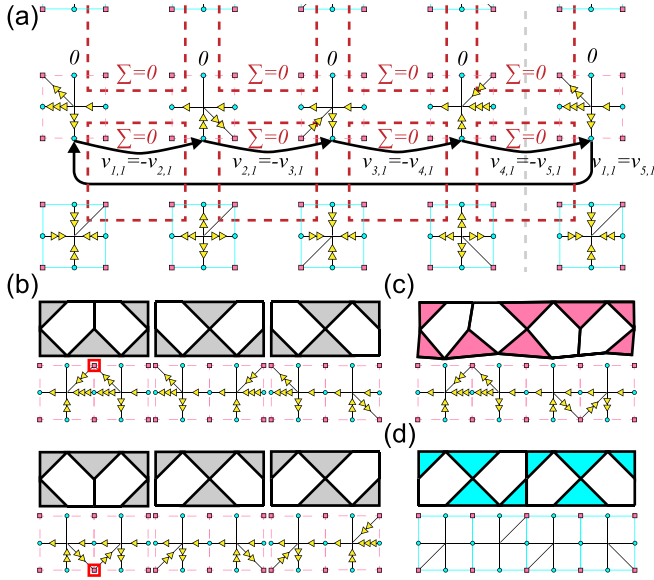 (a)
0 0 0 0 0
∑=0 ∑=0 ∑=0 ∑=0
∑=0 ∑=0 ∑=0 ∑=0
v1,1=-v2,1 v2,1=-v3,1 v3,1=-v4,1 v4,1=-v5,1 v1,1=v5,1
(b) (c)
(d)